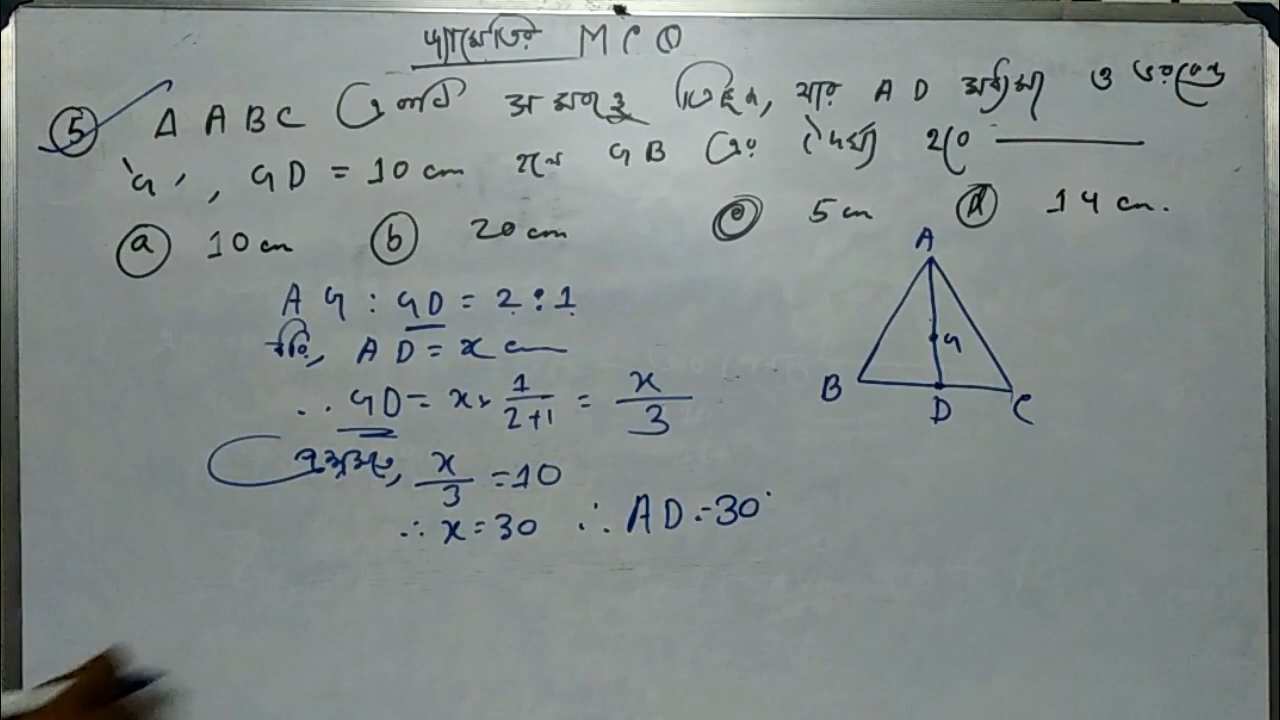 জ্যামিতির MCQ
⑤ Δ ABC একটি সমবাহু ত্রিভুজ, যার AD মধ্যমা ও ভরকেন্দ্র
'G', GD = 10 cm হলে GB এর দৈর্ঘ্য হবে ———
ⓐ 10 cm ⓑ 20 cm ⓒ 5 cm ⓓ 14 cm.
AG : GD = 2 : 1
ধরি, AD = x cm
∴ GD = x × 1/(2+1) = x/3
প্রশ্নমতে, x/3 = 10
∴ x = 30 ∴ AD = 30
A
G
B D C